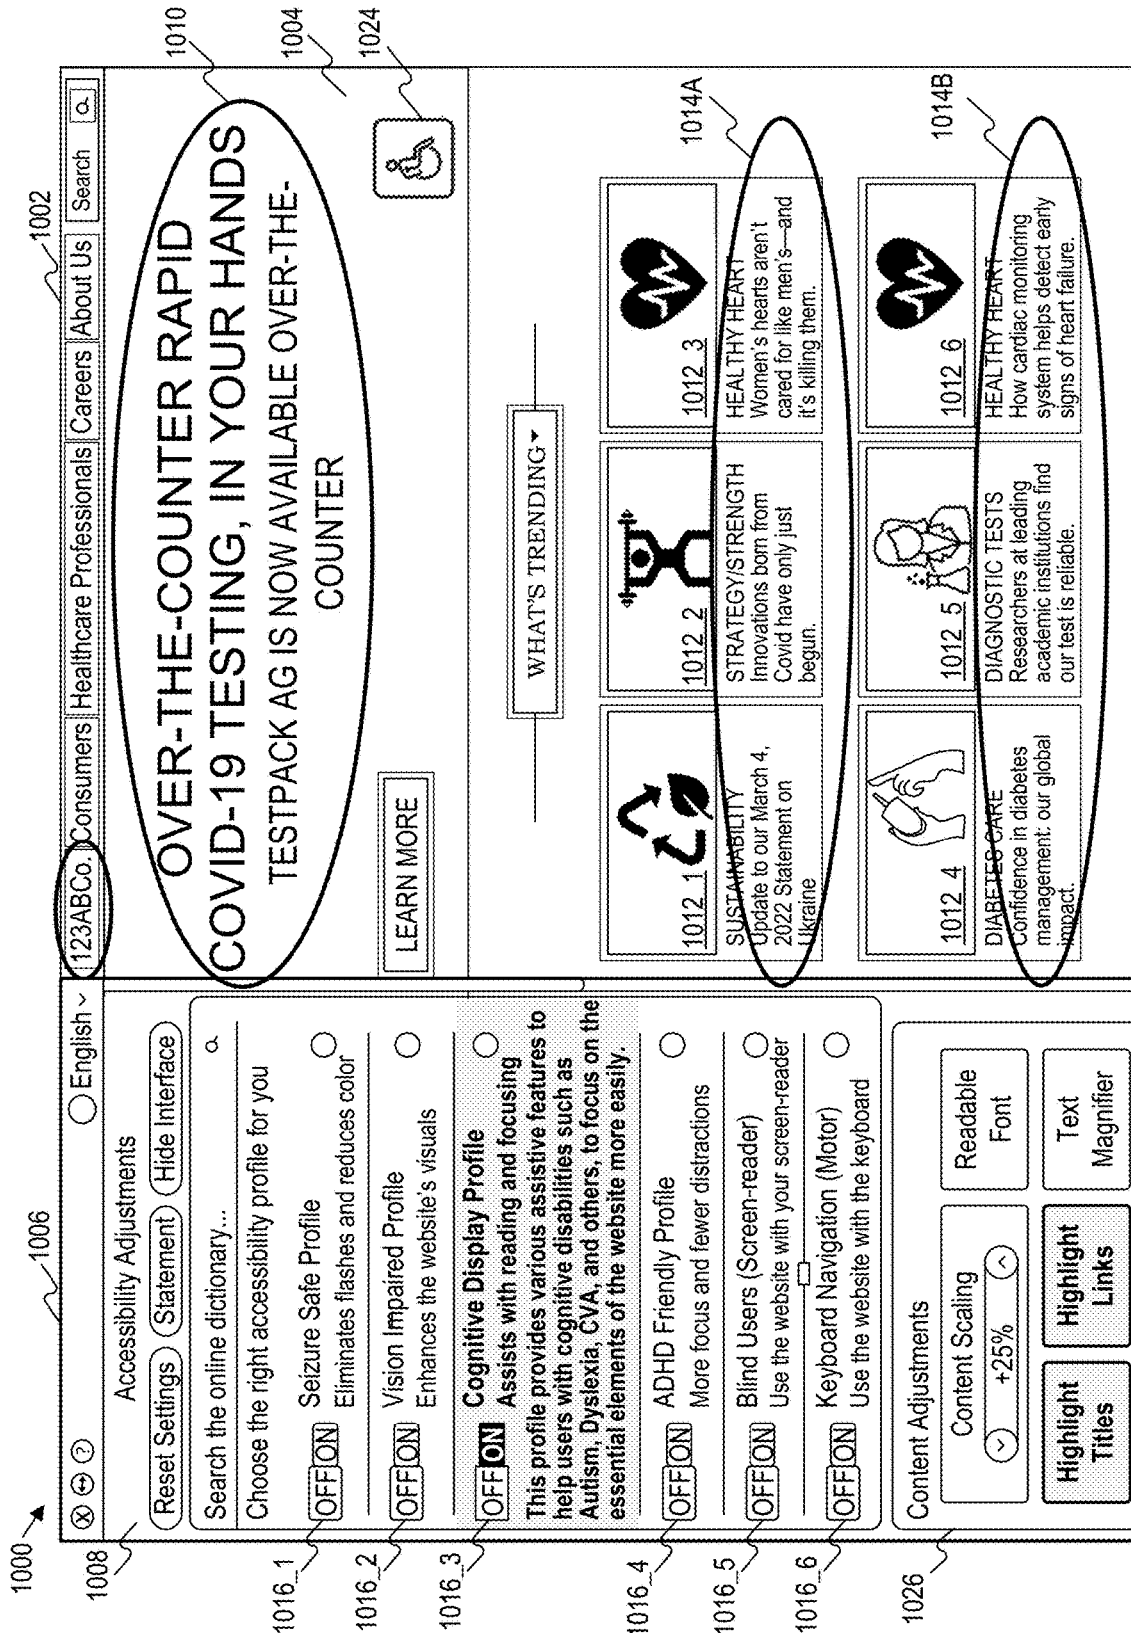 1000
1006
1002
English
123ABCo. Consumers Healthcare Professionals Careers About Us Search
1008
Accessibility Adjustments
Reset Settings Statement Hide Interface
Search the online dictionary...
Choose the right accessibility profile for you
1016_1
OFF ON Seizure Safe Profile
Eliminates flashes and reduces color
1016_2
OFF ON Vision Impaired Profile
Enhances the website's visuals
1016_3
OFF ON Cognitive Display Profile
Assists with reading and focusing
This profile provides various assistive features to
help users with cognitive disabilities such as
Autism, Dyslexia, CVA, and others, to focus on the
essential elements of the website more easily.
1016_4
OFF ON ADHD Friendly Profile
More focus and fewer distractions
1016_5
OFF ON Blind Users (Screen-reader)
Use the website with your screen-reader
1016_6
OFF ON Keyboard Navigation (Motor)
Use the website with the keyboard
1026
Content Adjustments
Content Scaling
+25%
Readable
Font
Highlight
Titles
Highlight
Links
Text
Magnifier
OVER-THE-COUNTER RAPID
COVID-19 TESTING, IN YOUR HANDS
TESTPACK AG IS NOW AVAILABLE OVER-THE-
COUNTER
1010
1004
1024
LEARN MORE
WHAT'S TRENDING
1012_1
SUSTAINABILITY
Update to our March 4,
2022 Statement on
Ukraine
1012_2
STRATEGY/STRENGTH
Innovations born from
Covid have only just
begun.
1012_3
HEALTHY HEART
Women's hearts aren't
cared for like men's—and
it's killing them.
1014A
1012_4
DIABETES CARE
Confidence in diabetes
management: our global
impact.
1012_5
DIAGNOSTIC TESTS
Researchers at leading
academic institutions find
our test is reliable.
1012_6
HEALTHY HEART
How cardiac monitoring
system helps detect early
signs of heart failure.
1014B